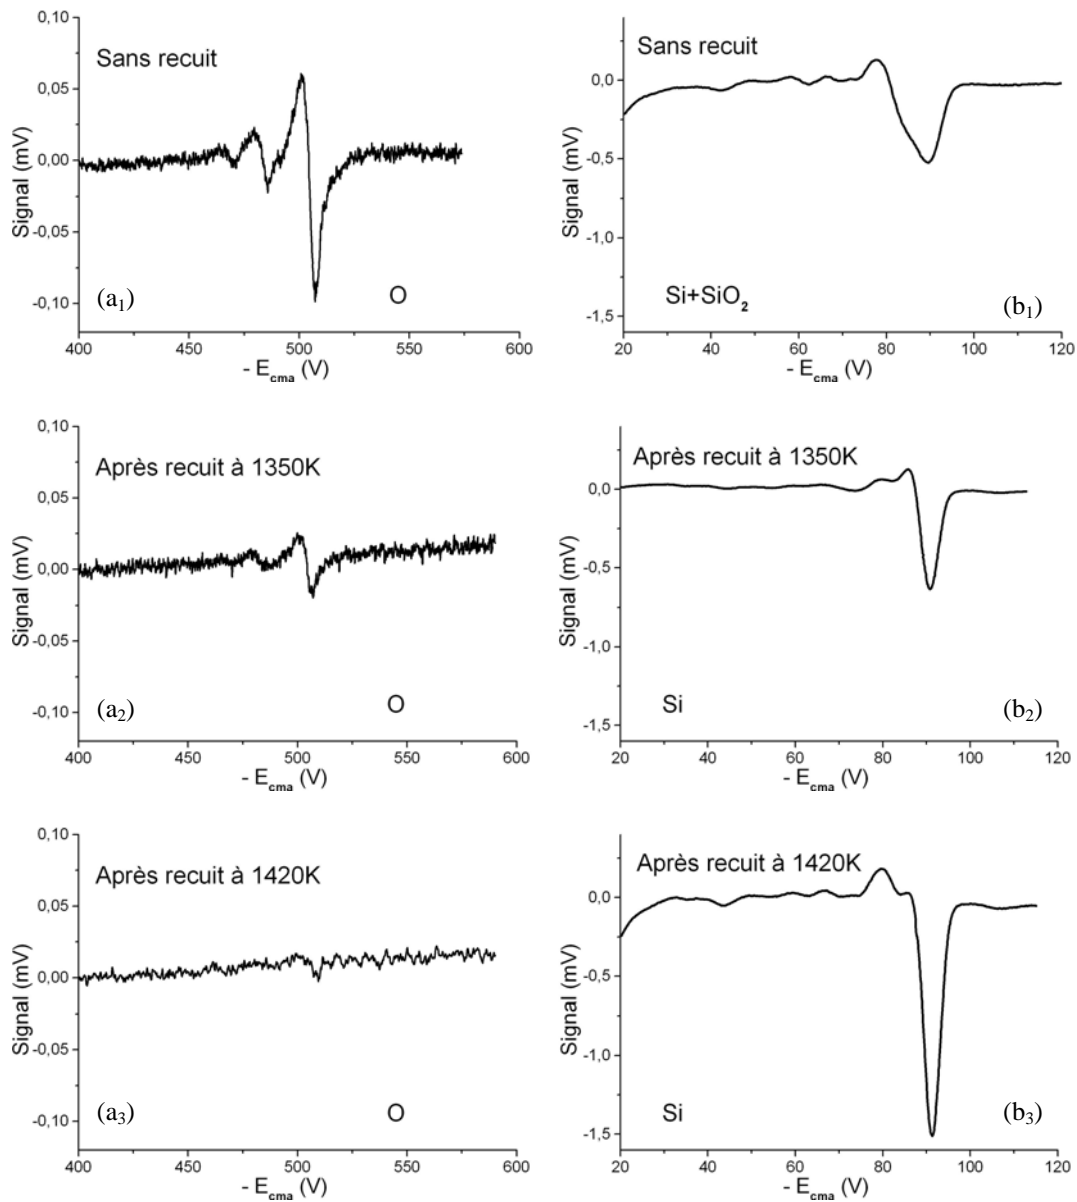 0,10
0,05
0,00
-0,05
-0,10
Signal (mV)
Sans recuit
(a1)
O
400 450 500 550 600
- Ecma (V)
0,0
-0,5
-1,0
-1,5
Signal (mV)
Sans recuit
Si+SiO2
(b1)
20 40 60 80 100 120
- Ecma (V)
0,10
0,05
0,00
-0,05
-0,10
Signal (mV)
Après recuit à 1350K
(a2)
O
400 450 500 550 600
- Ecma (V)
0,0
-0,5
-1,0
-1,5
Signal (mV)
Après recuit à 1350K
Si
(b2)
20 40 60 80 100 120
- Ecma (V)
0,10
0,05
0,00
-0,05
-0,10
Signal (mV)
Après recuit à 1420K
(a3)
O
400 450 500 550 600
- Ecma (V)
0,0
-0,5
-1,0
-1,5
Signal (mV)
Après recuit à 1420K
Si
(b3)
20 40 60 80 100 120
- Ecma (V)